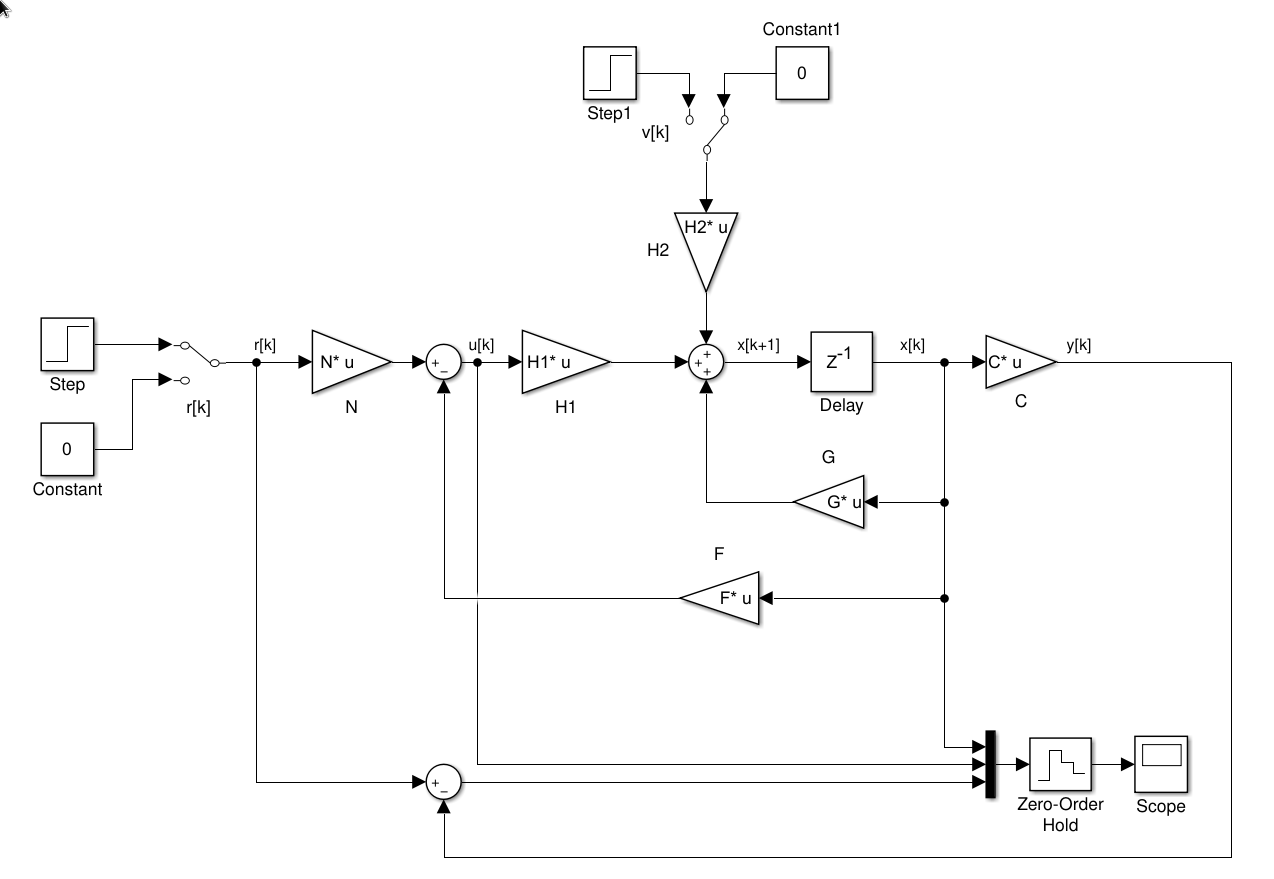 Constant1
0
Step1
v[k]
H2* u
H2
Step
r[k]
N* u
N
+
−
u[k]
H1* u
H1
+
+
+
x[k+1]
Z-1
Delay
x[k]
C* u
C
y[k]
r[k]
0
Constant
G
G* u
F
F* u
+
−
Zero-Order
Hold
Scope